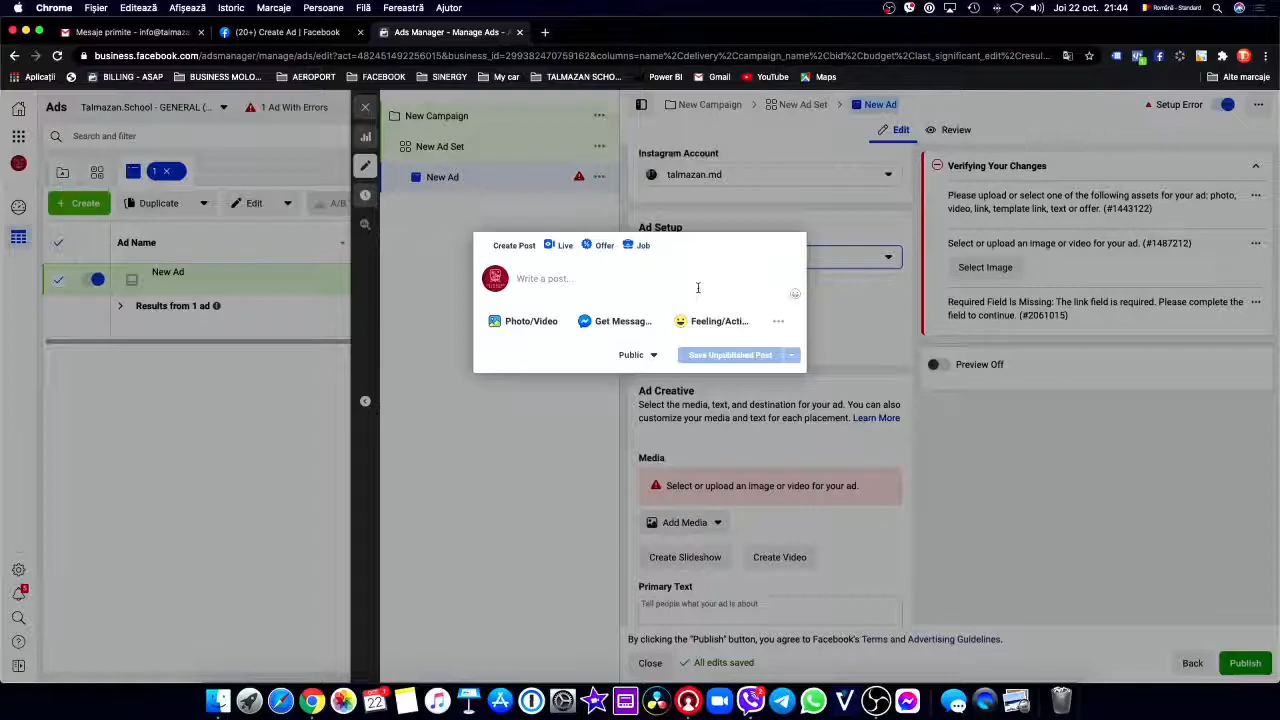 Chrome Fișier Editează Afișează Istoric Marcaje Persoane Filă Fereastră Ajutor
Joi 22 oct. 21:44
Română - Standard
Mesaje primite - info@talmaza
(20+) Create Ad | Facebook
Ads Manager - Manage Ads -
business.facebook.com/adsmanager/manage/ads/edit?act=482451492256015&business_id=299382470759162&columns=name%2Cdelivery%2Ccampaign_name%2Cbid%2Cbudget%2Clast_significant_edit%2Cresul...
Aplicații
BILLING - ASAP
BUSINESS MOLO...
AEROPORT
FACEBOOK
SINERGY
My car
TALMAZAN SCHO...
Power BI
Gmail
YouTube
Maps
Alte marcaje
Ads
Talmazan.School - GENERAL (...
1 Ad With Errors
Search and filter
1 ×
+ Create
Duplicate
Edit
A/B
Ad Name
New Ad
Results from 1 ad
New Campaign
New Ad Set
New Ad
New Campaign
New Ad Set
New Ad
Setup Error
Edit
Review
Instagram Account
talmazan.md
Ad Setup
Create Post
Live
Offer
Job
Write a post...
Photo/Video
Get Messag...
Feeling/Acti...
Public
Save Unpublished Post
Ad Creative
Select the media, text, and destination for your ad. You can also
customize your media and text for each placement. Learn More
Media
Select or upload an image or video for your ad.
Add Media
Create Slideshow
Create Video
Primary Text
Tell people what your ad is about
Verifying Your Changes
Please upload or select one of the following assets for your ad: photo,
video, link, template link, text or offer. (#1443122)
Select or upload an image or video for your ad. (#1487212)
Select Image
Required Field Is Missing: The link field is required. Please complete the
field to continue. (#2061015)
Preview Off
By clicking the "Publish" button, you agree to Facebook's Terms and Advertising Guidelines.
Close
All edits saved
Back
Publish